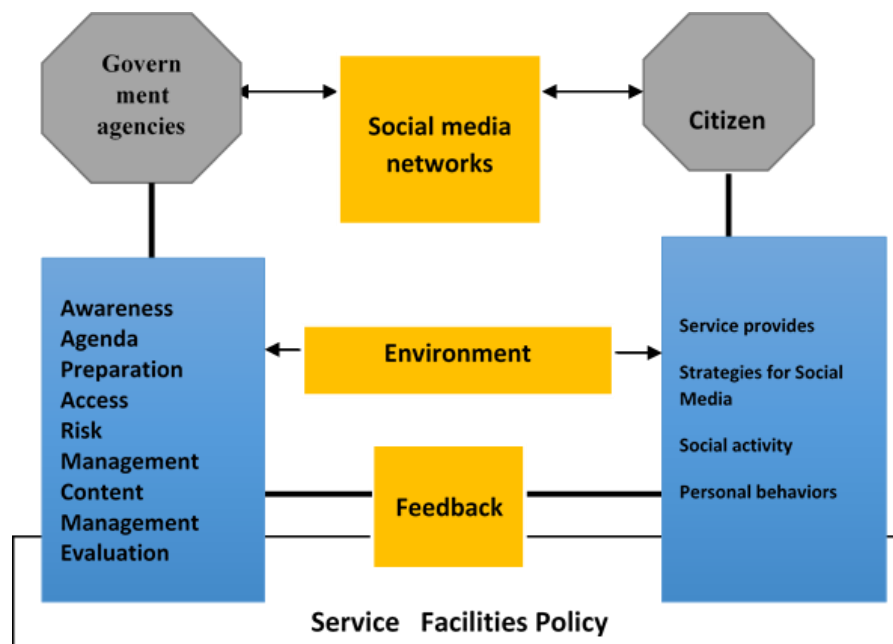 Govern
ment
agencies
Social media
networks
Citizen
Awareness
Agenda
Preparation
Access
Risk
Management
Content
Management
Evaluation
Environment
Feedback
Service provides
Strategies for Social
Media
Social activity
Personal behaviors
Service Facilities Policy